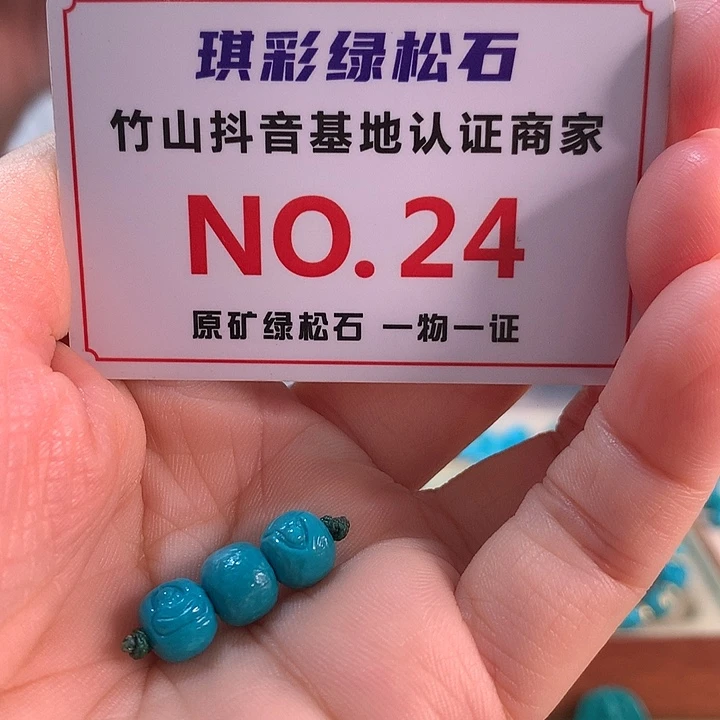 琪彩绿松石
竹山抖音基地认证商家
NO.24
原矿绿松石 一物一证